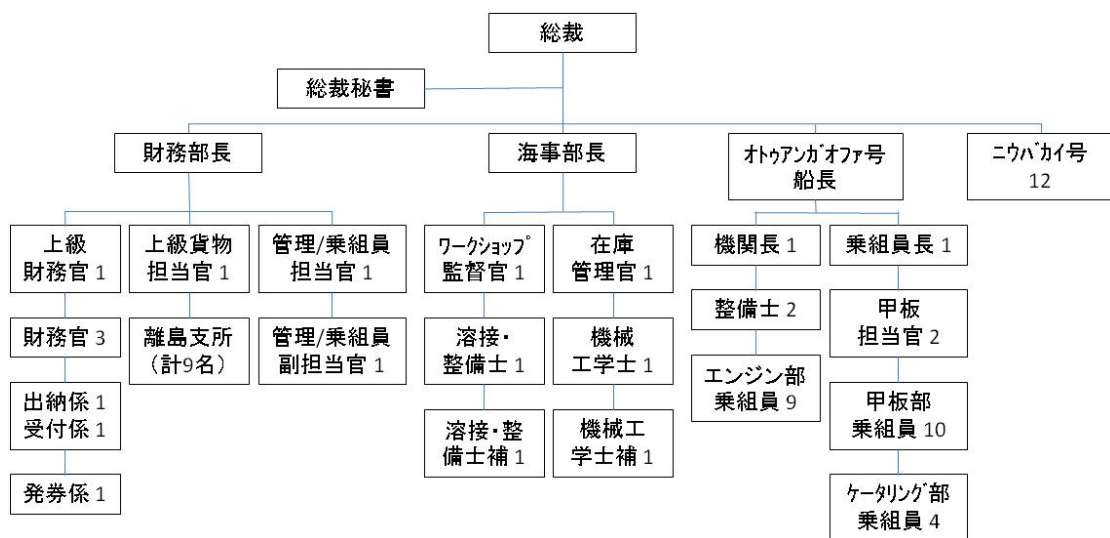 総裁
総裁秘書
財務部長
海事部長
ｵﾄｩｱﾝｶﾞｵﾌｧ号
船長
ニウバカイ号
12
上級
財務官 1
上級貨物
担当官 1
管理/乗組員
担当官 1
ワークショップ
監督官 1
在庫
管理官 1
機関長 1
乗組員長 1
財務官 3
離島支所
（計9名）
管理/乗組員
副担当官 1
溶接・
整備士 1
機械
工学士 1
整備士 2
甲板
担当官 2
出納係 1
受付係 1
溶接・整
備士補 1
機械工
学士補 1
エンジン部
乗組員 9
甲板部
乗組員 10
発券係 1
ケータリング部
乗組員 4